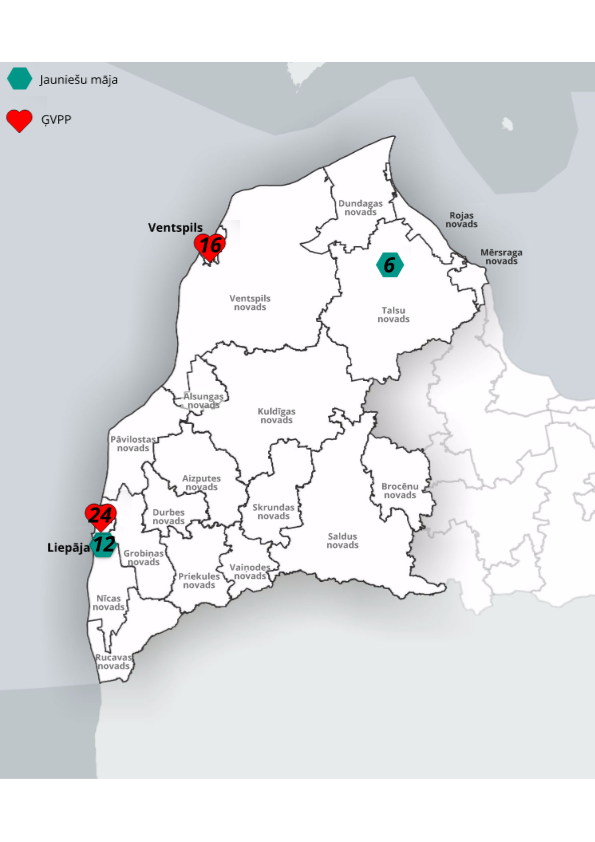 Jauniešu māja
ĢVPP
Dundagas
novads
Rojas
novads
Ventspils
16
Mērsraga
novads
6
Ventspils
novads
Talsu
novads
Alsungas
novads
Kuldīgas
novads
Pāvilostas
novads
Aizputes
novads
Brocēnu
novads
24
Durbes
novads
Skrundas
novads
Saldus
novads
Liepāja
12
Grobiņas
novads
Priekules
novads
Vaiņodes
novads
Nīcas
novads
Rucavas
novads